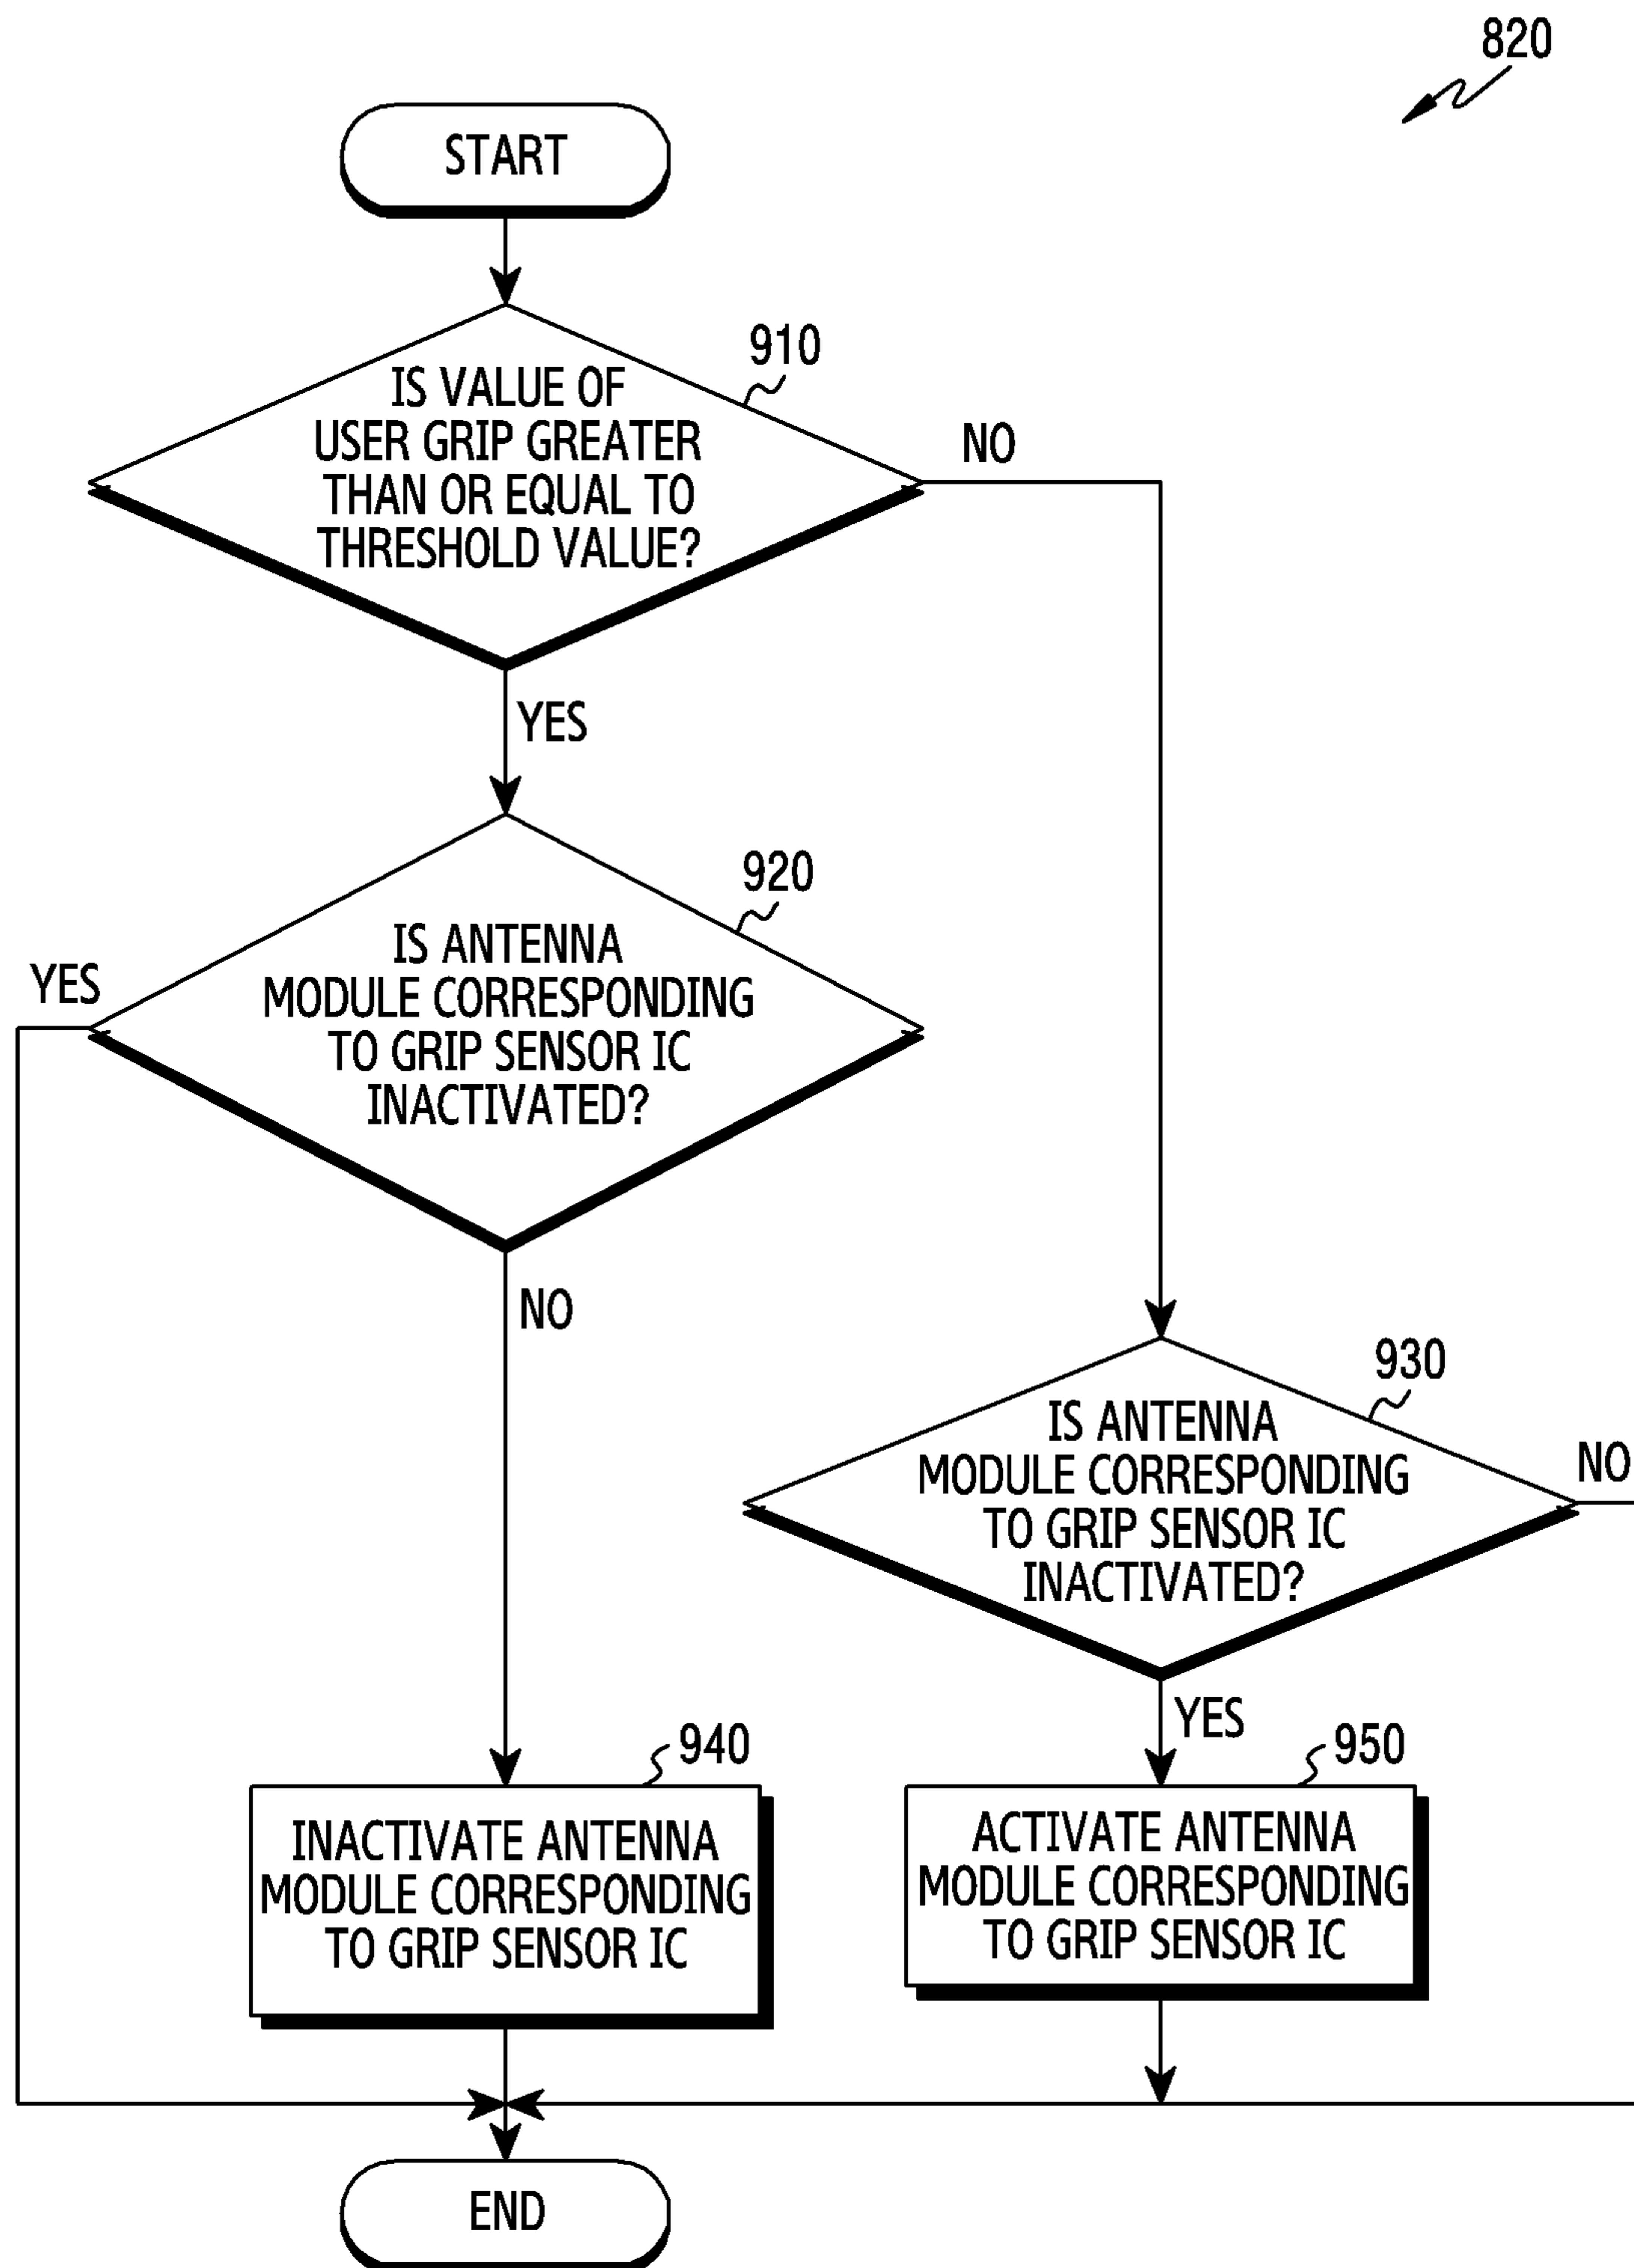 820
START
910
IS VALUE OF
USER GRIP GREATER
THAN OR EQUAL TO
THRESHOLD VALUE?
NO
YES
920
IS ANTENNA
MODULE CORRESPONDING
TO GRIP SENSOR IC
INACTIVATED?
YES
NO
930
IS ANTENNA
MODULE CORRESPONDING
TO GRIP SENSOR IC
INACTIVATED?
NO
YES
940
INACTIVATE ANTENNA
MODULE CORRESPONDING
TO GRIP SENSOR IC
950
ACTIVATE ANTENNA
MODULE CORRESPONDING
TO GRIP SENSOR IC
END